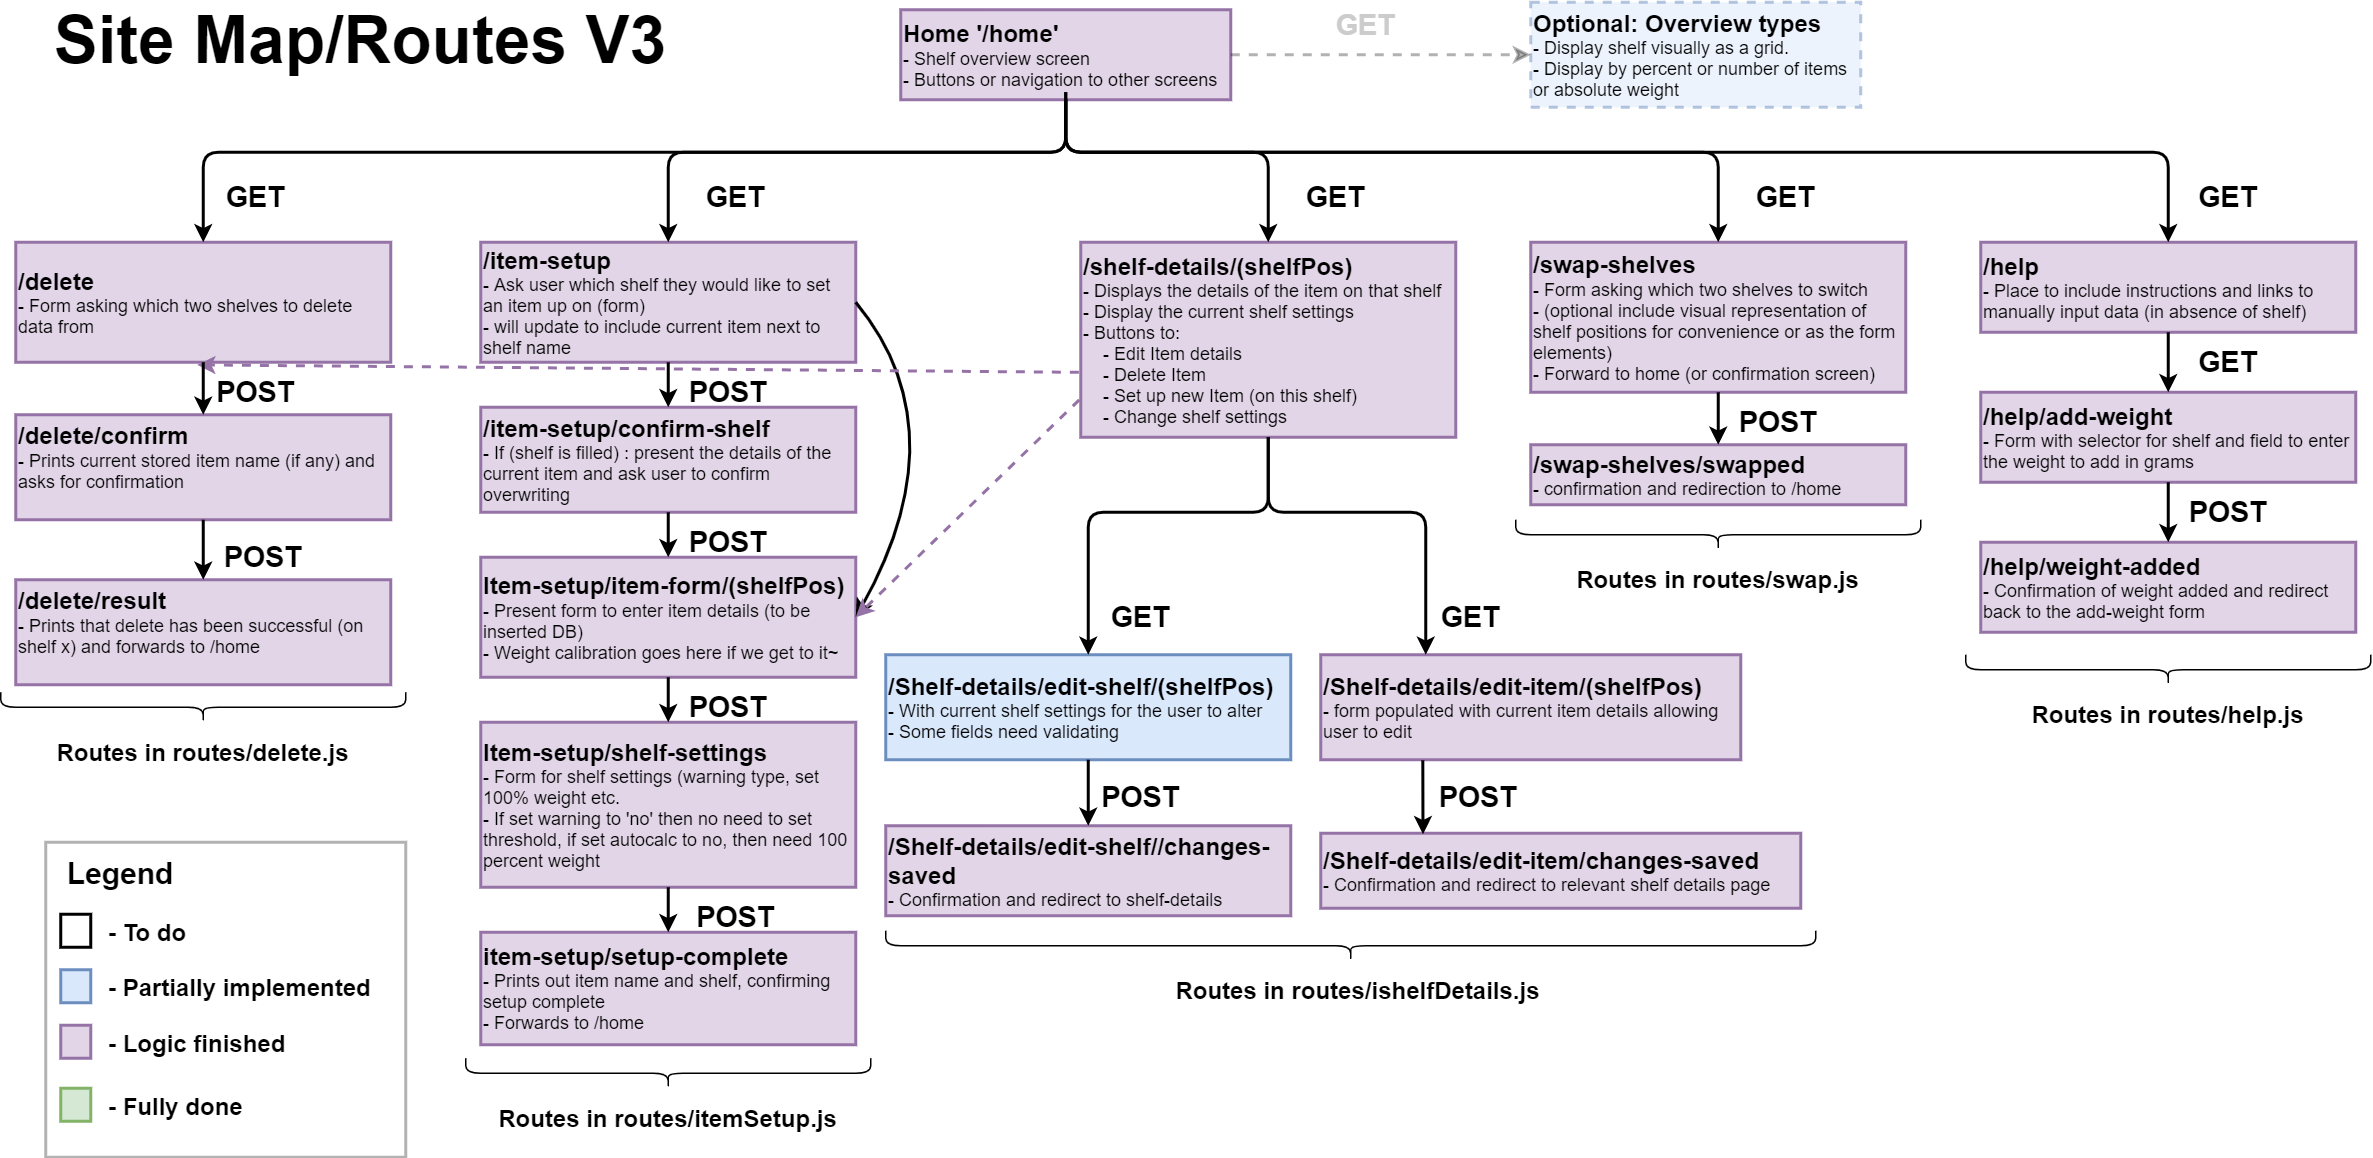 Site Map/Routes V3
Home '/home'
- Shelf overview screen
- Buttons or navigation to other screens
GET
Optional: Overview types
- Display shelf visually as a grid.
- Display by percent or number of items
or absolute weight
GET
GET
GET
GET
GET
/delete
- Form asking which two shelves to delete
data from
POST
/delete/confirm
- Prints current stored item name (if any) and
asks for confirmation
POST
/delete/result
- Prints that delete has been successful (on
shelf x) and forwards to /home
Routes in routes/delete.js
/item-setup
- Ask user which shelf they would like to set
an item up on (form)
- will update to include current item next to
shelf name
POST
/item-setup/confirm-shelf
- If (shelf is filled) : present the details of the
current item and ask user to confirm
overwriting
POST
Item-setup/item-form/(shelfPos)
- Present form to enter item details (to be
inserted DB)
- Weight calibration goes here if we get to it~
POST
Item-setup/shelf-settings
- Form for shelf settings (warning type, set
100% weight etc.
- If set warning to 'no' then no need to set
threshold, if set autocalc to no, then need 100
percent weight
POST
item-setup/setup-complete
- Prints out item name and shelf, confirming
setup complete
- Forwards to /home
Routes in routes/itemSetup.js
/shelf-details/(shelfPos)
- Displays the details of the item on that shelf
- Display the current shelf settings
- Buttons to:
- Edit Item details
- Delete Item
- Set up new Item (on this shelf)
- Change shelf settings
GET
GET
/Shelf-details/edit-shelf/(shelfPos)
- With current shelf settings for the user to alter
- Some fields need validating
POST
/Shelf-details/edit-shelf//changes-
saved
- Confirmation and redirect to shelf-details
/Shelf-details/edit-item/(shelfPos)
- form populated with current item details allowing
user to edit
POST
/Shelf-details/edit-item/changes-saved
- Confirmation and redirect to relevant shelf details page
Routes in routes/ishelfDetails.js
/swap-shelves
- Form asking which two shelves to switch
- (optional include visual representation of
shelf positions for convenience or as the form
elements)
- Forward to home (or confirmation screen)
POST
/swap-shelves/swapped
- confirmation and redirection to /home
Routes in routes/swap.js
/help
- Place to include instructions and links to
manually input data (in absence of shelf)
GET
/help/add-weight
- Form with selector for shelf and field to enter
the weight to add in grams
POST
/help/weight-added
- Confirmation of weight added and redirect
back to the add-weight form
Routes in routes/help.js
Legend
- To do
- Partially implemented
- Logic finished
- Fully done